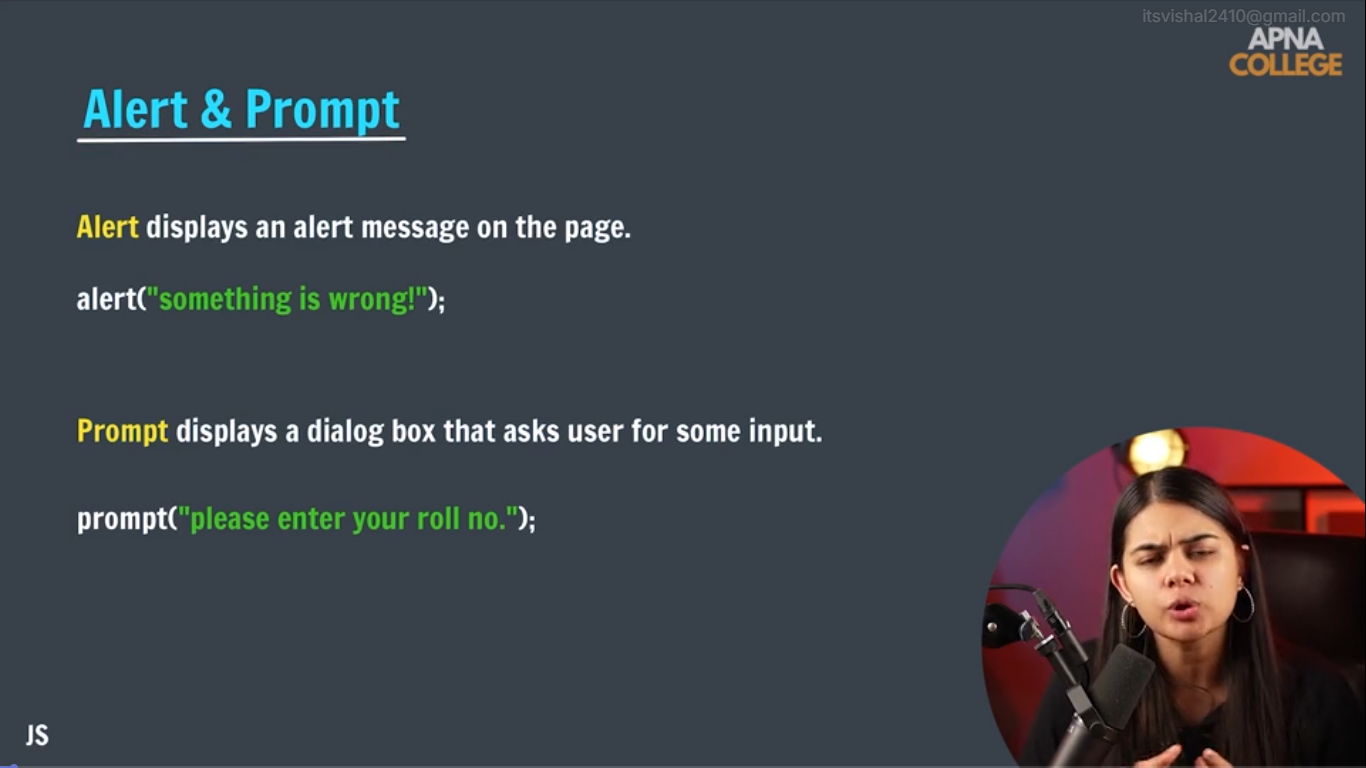 itsvishal2410@gmail.com
APNA
COLLEGE
Alert & Prompt
Alert displays an alert message on the page.
alert("something is wrong!");
Prompt displays a dialog box that asks user for some input.
prompt("please enter your roll no.");
JS